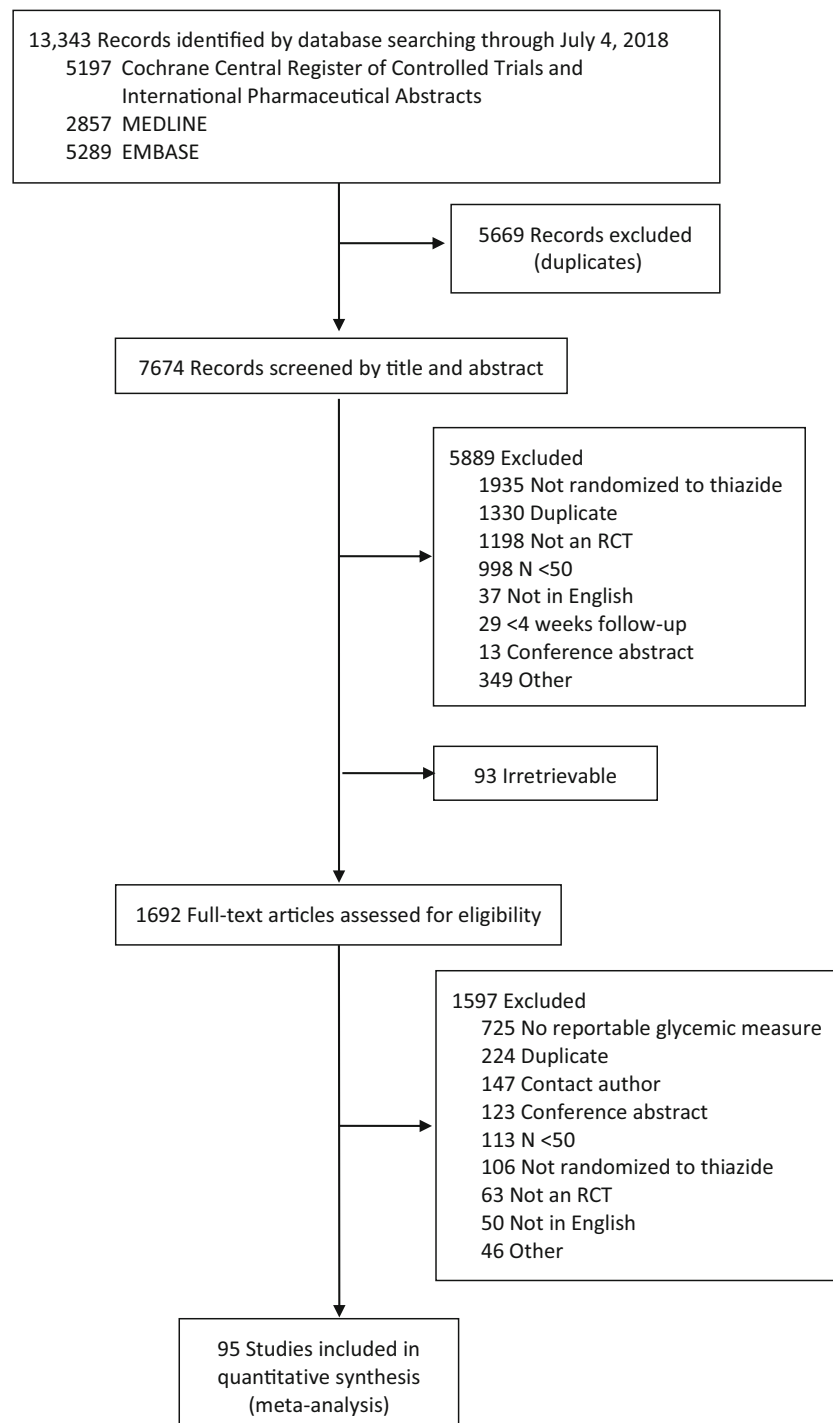 13,343 Records identified by database searching through July 4, 2018
5197 Cochrane Central Register of Controlled Trials and
International Pharmaceutical Abstracts
2857 MEDLINE
5289 EMBASE
5669 Records excluded
(duplicates)
7674 Records screened by title and abstract
5889 Excluded
1935 Not randomized to thiazide
1330 Duplicate
1198 Not an RCT
998 N <50
37 Not in English
29 <4 weeks follow-up
13 Conference abstract
349 Other
93 Irretrievable
1692 Full-text articles assessed for eligibility
1597 Excluded
725 No reportable glycemic measure
224 Duplicate
147 Contact author
123 Conference abstract
113 N <50
106 Not randomized to thiazide
63 Not an RCT
50 Not in English
46 Other
95 Studies included in
quantitative synthesis
(meta-analysis)